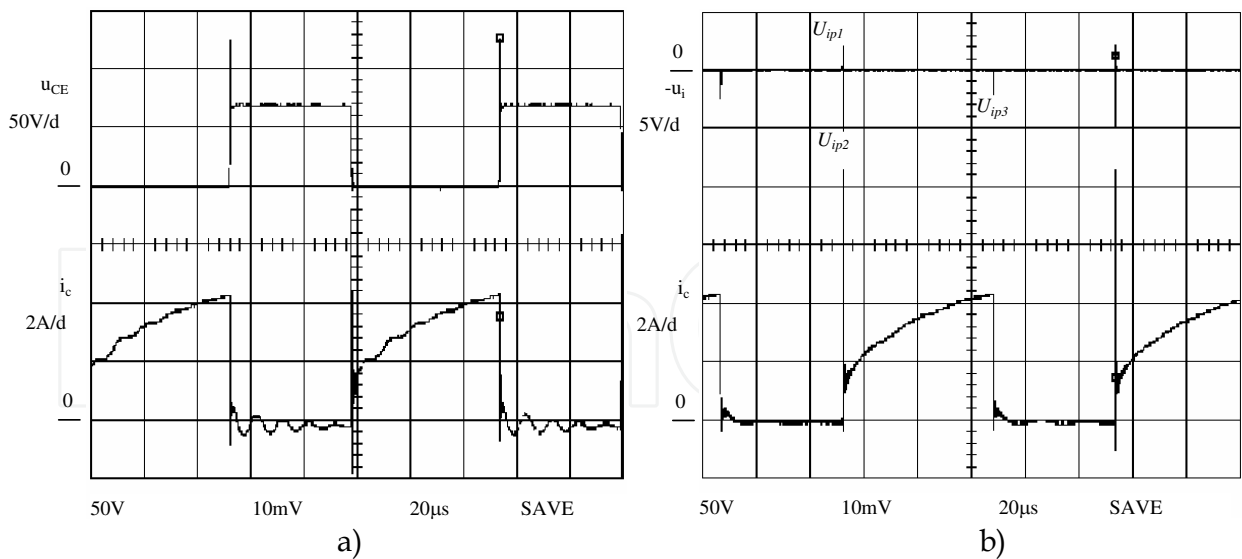 u_CE
50V/d
0
i_c
2A/d
0
50V 10mV 20μs SAVE
a)
U_ip1
0
-u_i
5V/d
U_ip3
U_ip2
i_c
2A/d
0
50V 10mV 20μs SAVE
b)